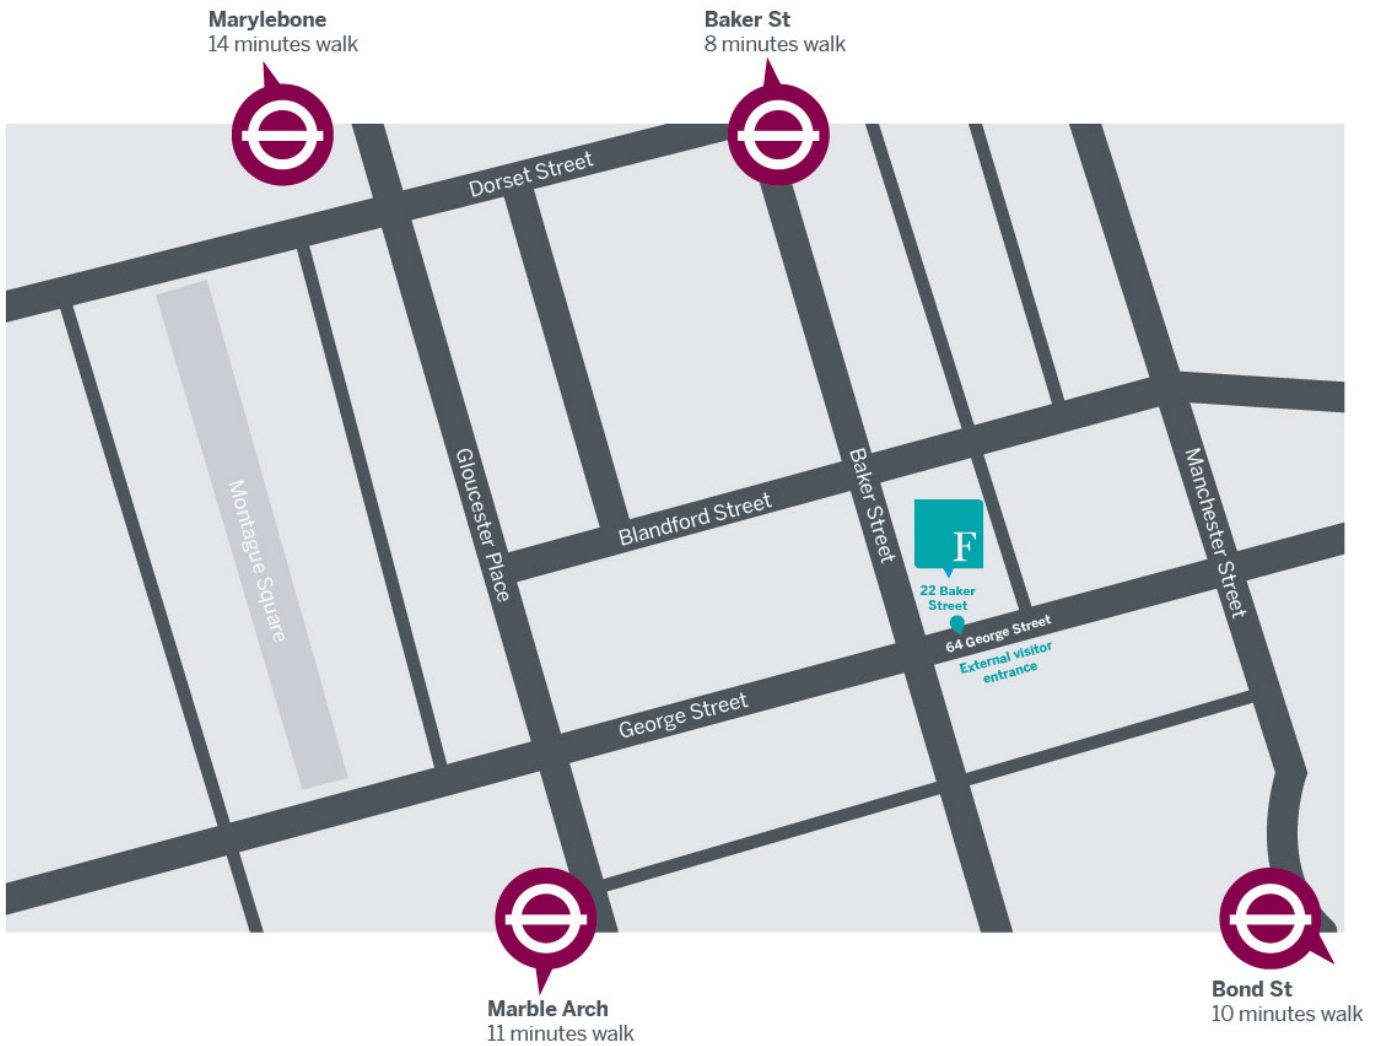 Marylebone
14 minutes walk
Baker St
8 minutes walk
Dorset Street
Gloucester Place
Montague Square
Blandford Street
Baker Street
Manchester Street
F
22 Baker
Street
64 George Street
External visitor
entrance
George Street
Marble Arch
11 minutes walk
Bond St
10 minutes walk